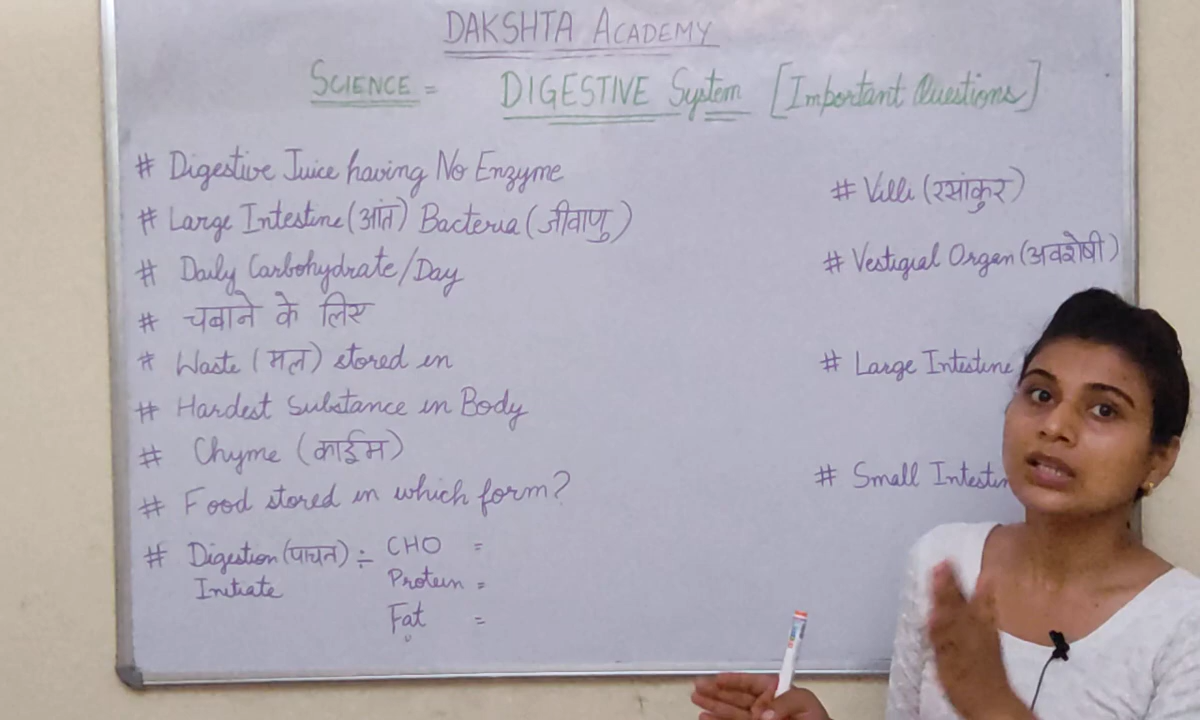 DAKSHTA ACADEMY
SCIENCE = DIGESTIVE System [Important Questions]
# Digestive Juice having No Enzyme
# Large Intestine (आंत) Bacteria (जीवाणु)
# Daily Carbohydrate/Day
# चबाने के लिए
# Waste (मल) stored in
# Hardest Substance in Body
# Chyme (काईम)
# Food stored in which form?
# Digestion (पाचन) ÷ CHO =
Initiate Protein =
Fat =
# Villi (रसांकुर)
# Vestigial Organ (अवशेषी)
# Large Intestine
# Small Intestin